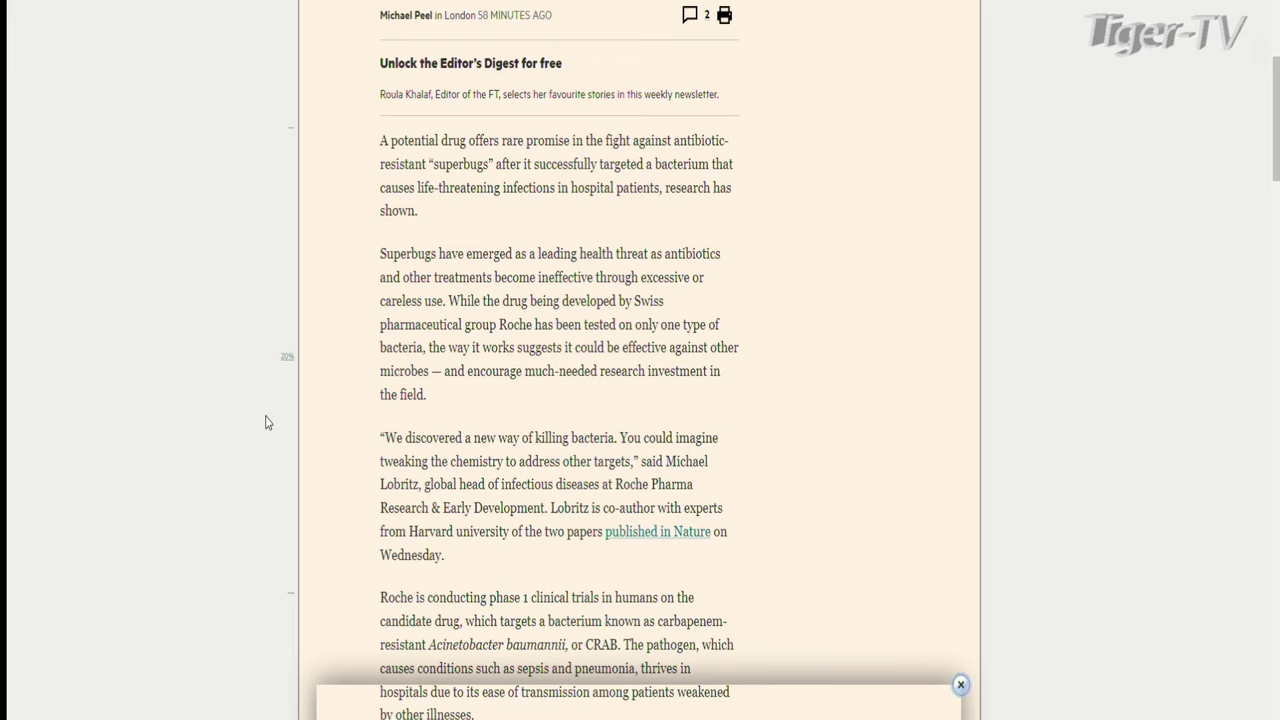 Tiger-TV
Michael Peel in London 58 MINUTES AGO
2
Unlock the Editor’s Digest for free
Roula Khalaf, Editor of the FT, selects her favourite stories in this weekly newsletter.
A potential drug offers rare promise in the fight against antibiotic-
resistant “superbugs” after it successfully targeted a bacterium that
causes life-threatening infections in hospital patients, research has
shown.
Superbugs have emerged as a leading health threat as antibiotics
and other treatments become ineffective through excessive or
careless use. While the drug being developed by Swiss
pharmaceutical group Roche has been tested on only one type of
bacteria, the way it works suggests it could be effective against other
microbes — and encourage much-needed research investment in
the field.
20%
“We discovered a new way of killing bacteria. You could imagine
tweaking the chemistry to address other targets,” said Michael
Lobritz, global head of infectious diseases at Roche Pharma
Research & Early Development. Lobritz is co-author with experts
from Harvard university of the two papers published in Nature on
Wednesday.
Roche is conducting phase 1 clinical trials in humans on the
candidate drug, which targets a bacterium known as carbapenem-
resistant Acinetobacter baumannii, or CRAB. The pathogen, which
causes conditions such as sepsis and pneumonia, thrives in
hospitals due to its ease of transmission among patients weakened
by other illnesses.